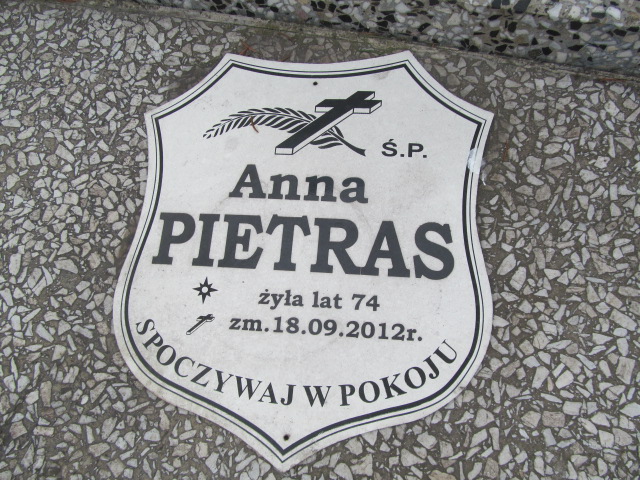 Ś.P.
Anna
PIETRAS
żyła lat 74
zm.18.09.2012r.
SPOCZYWAJ W POKOJU